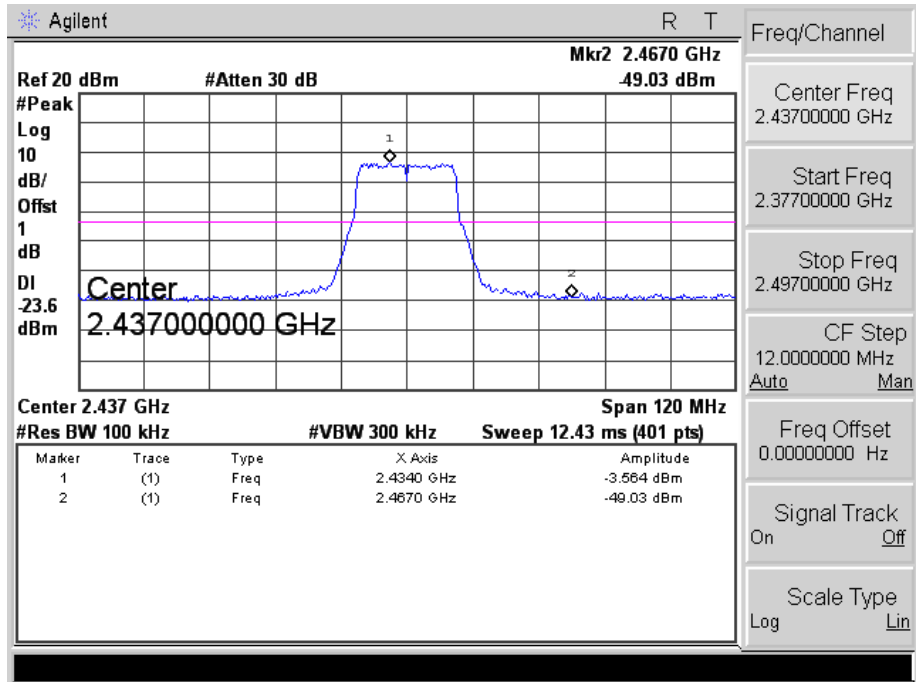 Agilent R T
Mkr2 2.4670 GHz
Ref 20 dBm #Atten 30 dB -49.03 dBm
#Peak
Log
10
dB/
Offst
1
dB
DI
-23.6
dBm
1
2
Center
2.437000000 GHz
Center 2.437 GHz Span 120 MHz
#Res BW 100 kHz #VBW 300 kHz Sweep 12.43 ms (401 pts)
Marker Trace Type X Axis Amplitude
1 (1) Freq 2.4340 GHz -3.564 dBm
2 (1) Freq 2.4670 GHz -49.03 dBm
Freq/Channel
Center Freq
2.43700000 GHz
Start Freq
2.37700000 GHz
Stop Freq
2.49700000 GHz
CF Step
12.0000000 MHz
Auto Man
Freq Offset
0.00000000 Hz
Signal Track
On Off
Scale Type
Log Lin